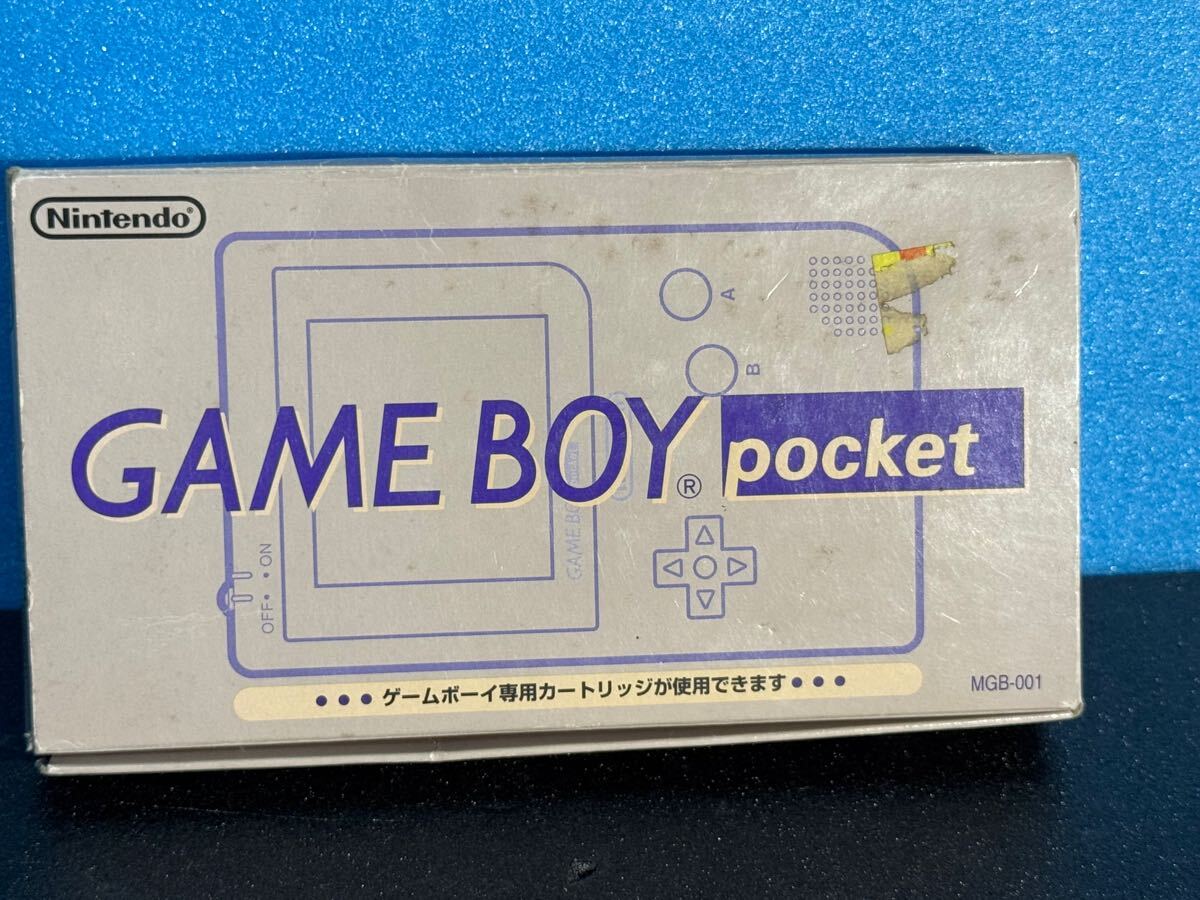 Nintendo®
A
B
GAME BOY® pocket
GAME BOY pocket
OFF• •ON
•••ゲームボーイ専用カートリッジが使用できます•••
MGB-001